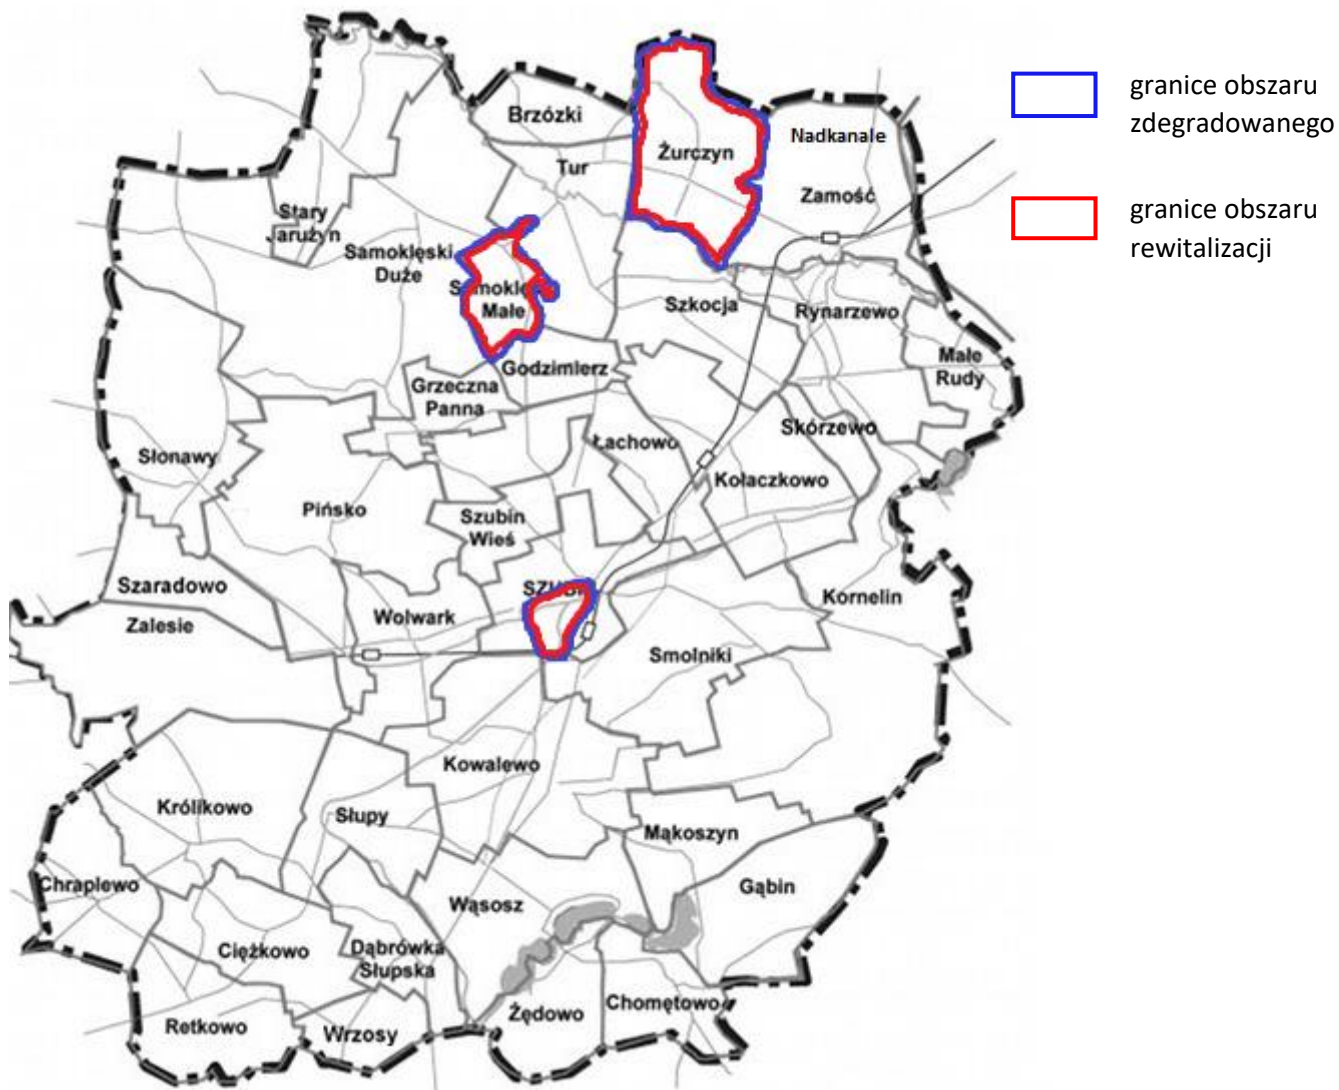 granice obszaru
zdegradowanego
granice obszaru
rewitalizacji
Brzózki
Żurczyn
Nadkanale
Tur
Zamość
Stary
Jarużyn
Samoklęski
Duże
Małe
Szkocja
Rynarzewo
Małe
Rudy
Godzimierz
Grzeczna
Panna
Skórzewo
Łachowo
Słonawy
Kołaczkowo
Pińsko
Szubin
Wieś
Szaradowo
Wolwark
Kornelin
Zalesie
Smolniki
Kowalewo
Królikowo
Słupy
Mąkoszyn
Chraplewo
Gąbin
Wąsosz
Ciężkowo
Dąbrówka
Słupska
Chomętowo
Żędowo
Retkowo
Wrzosy